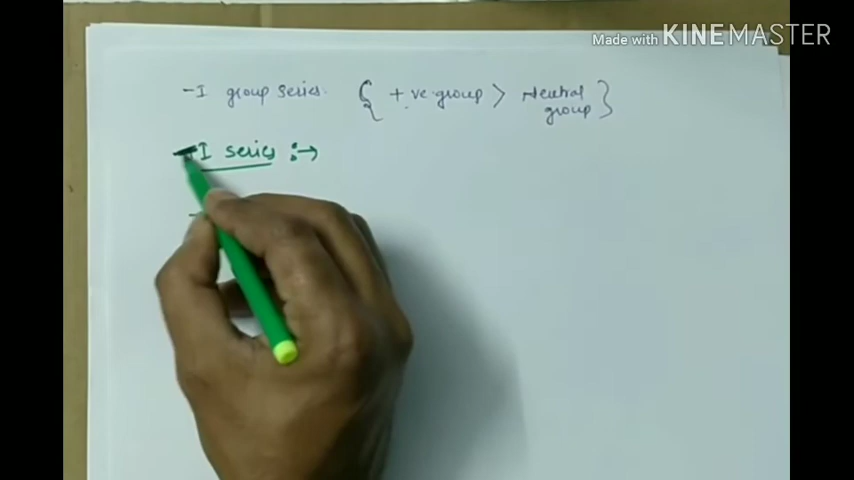 Made with KINEMASTER
-I group series. { +ve group > Neutral
group }
-I series :→